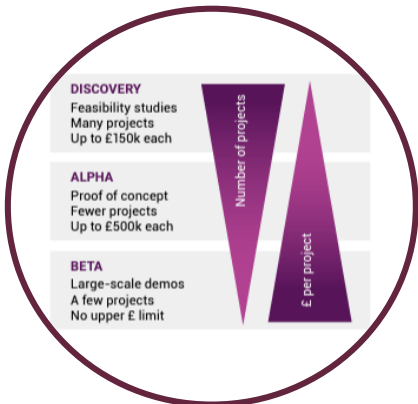 DISCOVERY
Feasibility studies
Many projects
Up to £150k each
ALPHA
Proof of concept
Fewer projects
Up to £500k each
BETA
Large-scale demos
A few projects
No upper £ limit
Number of projects
£ per project